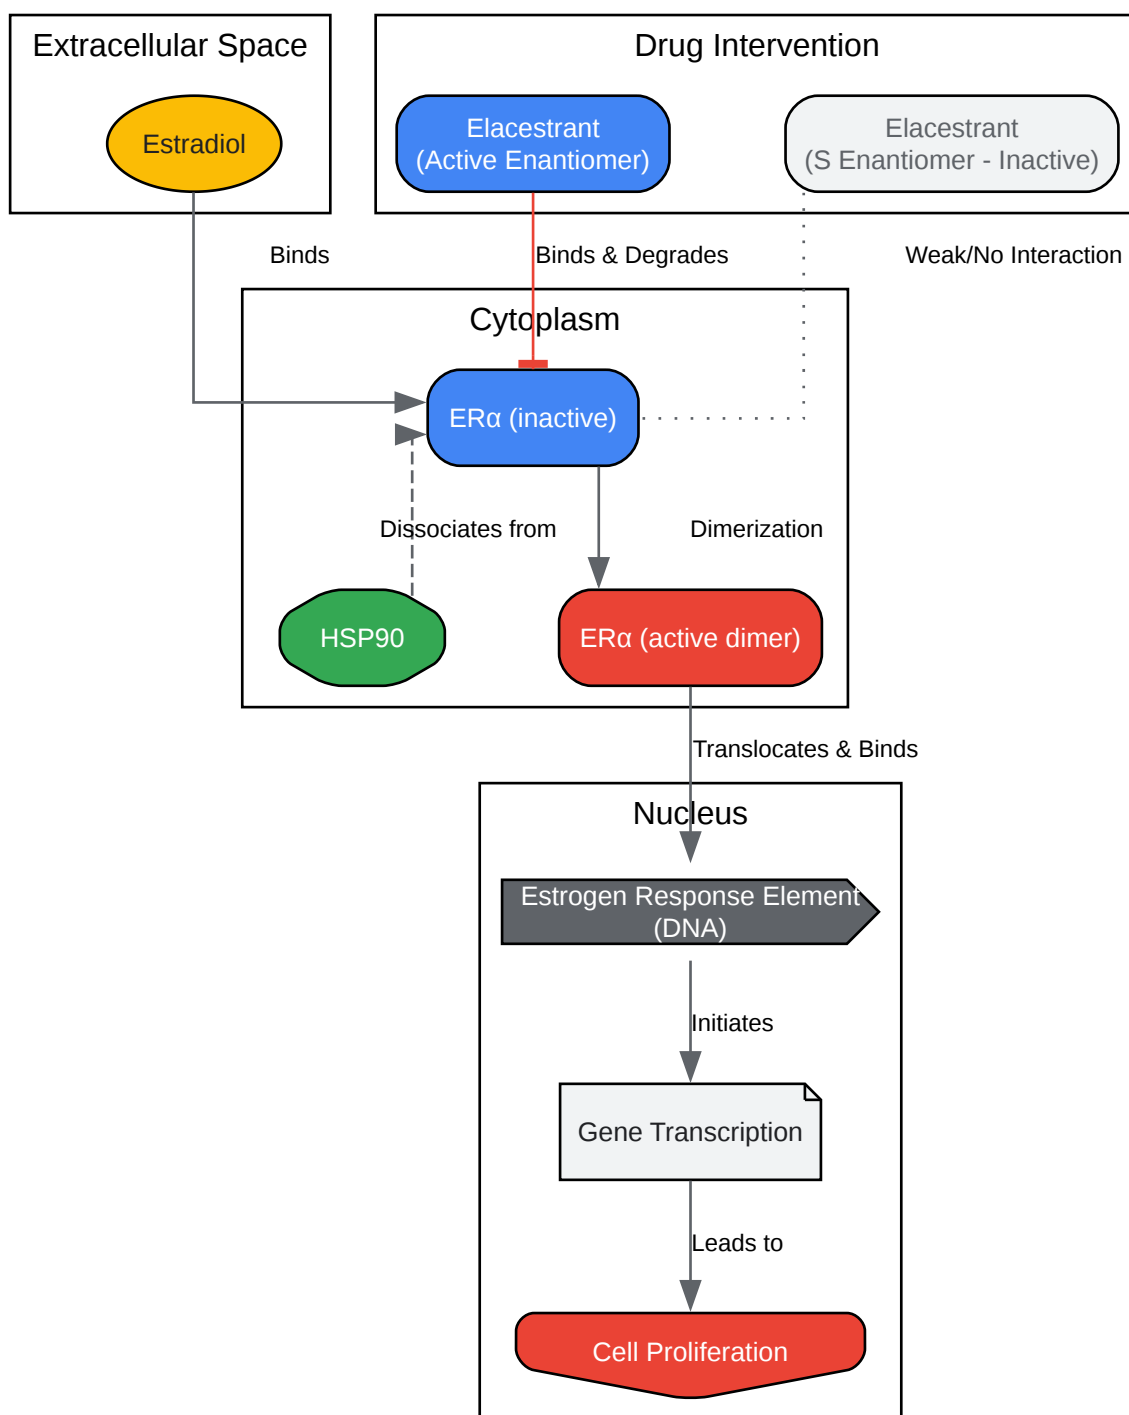 Extracellular Space
Drug Intervention
Estradiol
Elacestrant
(Active Enantiomer)
Elacestrant
(S Enantiomer - Inactive)
Binds
Binds & Degrades
Weak/No Interaction
Cytoplasm
ERα (inactive)
Dissociates from
Dimerization
HSP90
ERα (active dimer)
Translocates & Binds
Nucleus
Estrogen Response Element
(DNA)
Initiates
Gene Transcription
Leads to
Cell Proliferation